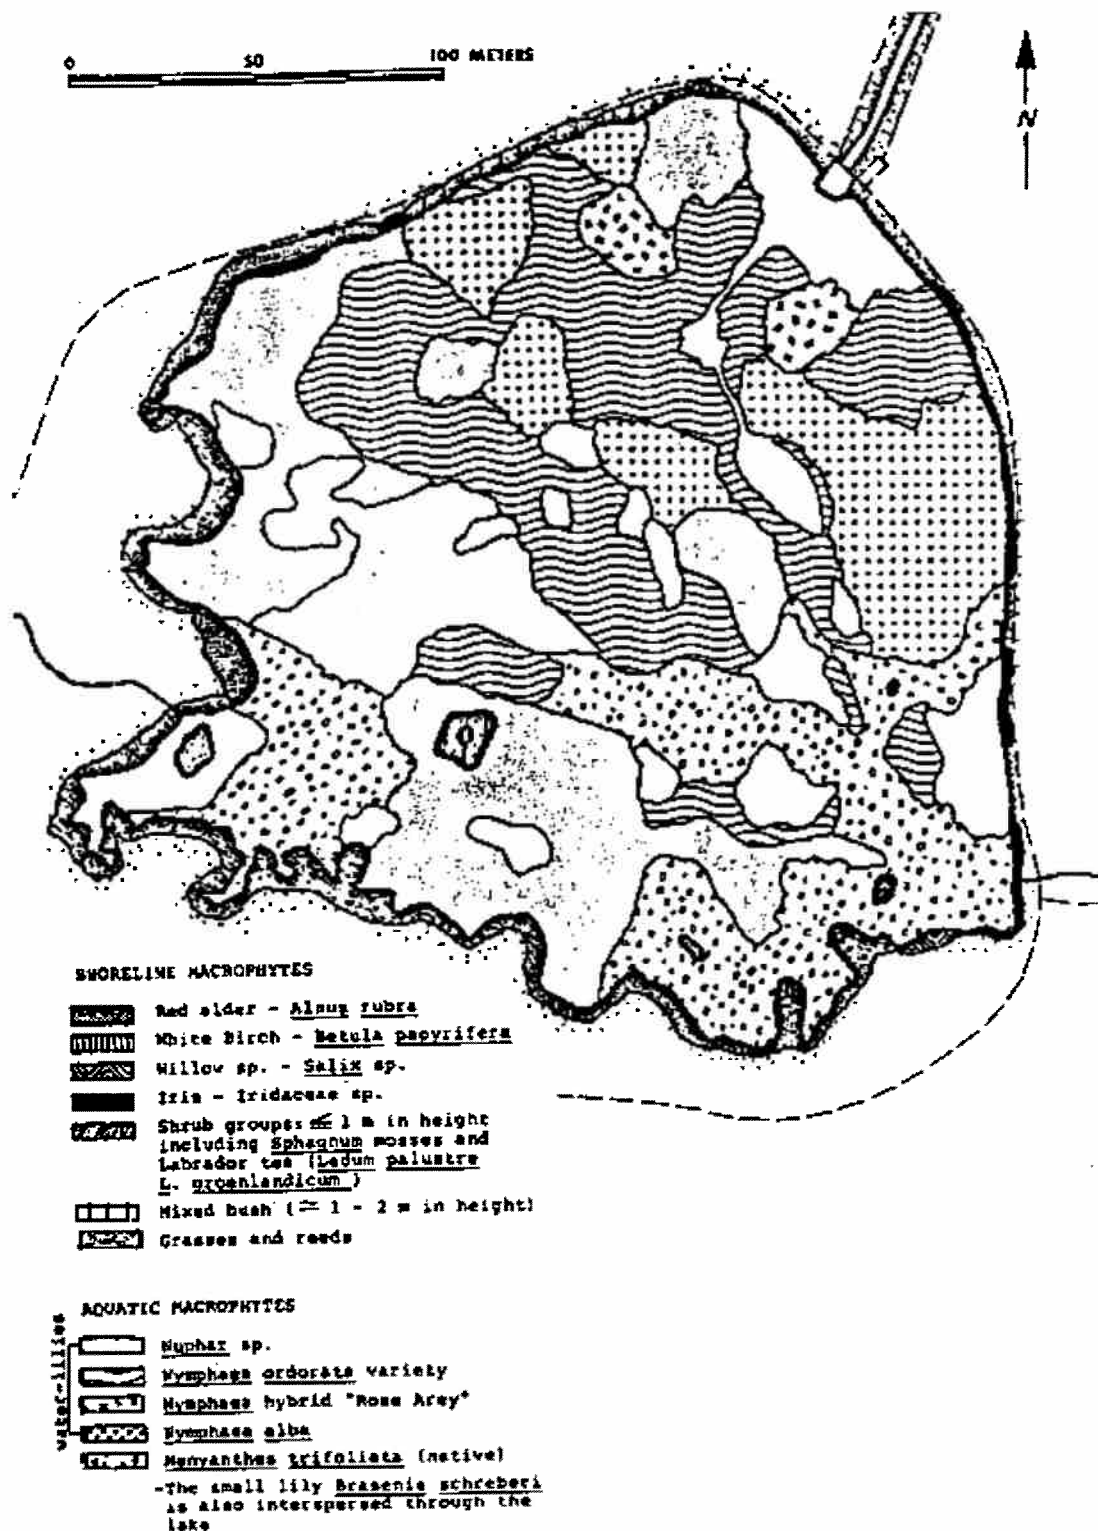 0 50 100 METERS
N
SHORELINE MACROPHYTES
Red alder - Alnus rubra
White Birch - Betula papyrifera
Willow sp. - Salix sp.
Iris - Iridaceae sp.
Shrub groups: ≤ 1 m in height
including Sphagnum mosses and
Labrador tea (Ledum palustre
L. groenlandicum)
Mixed bush (≃ 1 - 2 m in height)
Grasses and reeds
AQUATIC MACROPHYTES
water-lillies
Nuphar sp.
Nymphaea ordorata variety
Nymphaea hybrid "Rose Arey"
Nymphaea alba
Menyanthes trifoliata (native)
-The small lily Brasenia schreberi
is also interspersed through the
lake